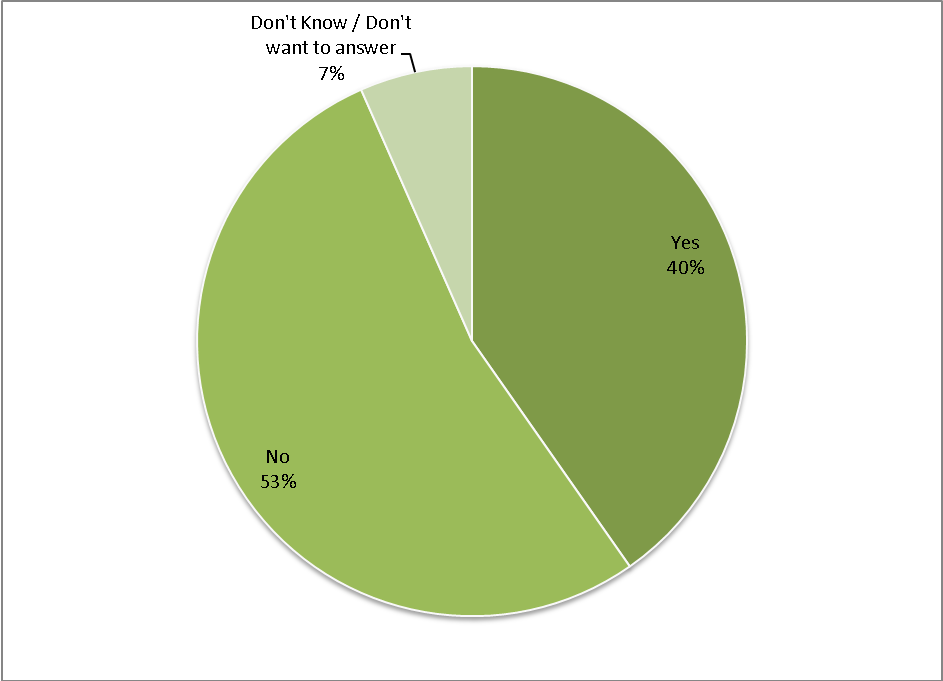 Don't Know / Don't
want to answer
7%
Yes
40%
No
53%